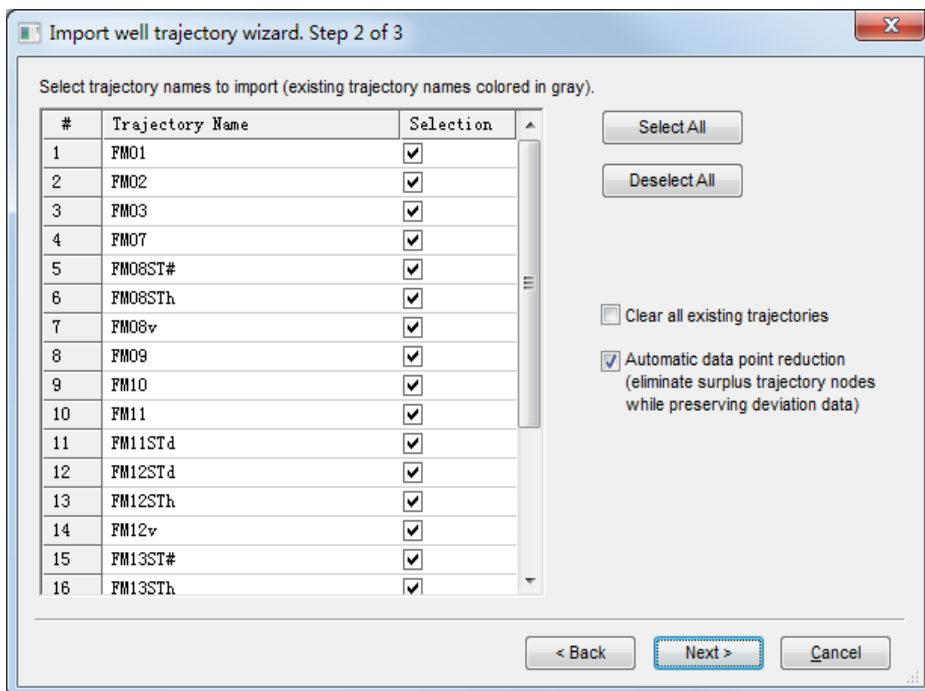 Import well trajectory wizard. Step 2 of 3
Select trajectory names to import (existing trajectory names colored in gray).
# Trajectory Name Selection
1 FM01
2 FM02
3 FM03
4 FM07
5 FM08ST#
6 FM08STh
7 FM08v
8 FM09
9 FM10
10 FM11
11 FM11STd
12 FM12STd
13 FM12STh
14 FM12v
15 FM13ST#
16 FM13STh
Select All
Deselect All
Clear all existing trajectories
Automatic data point reduction
(eliminate surplus trajectory nodes
while preserving deviation data)
< Back Next > Cancel